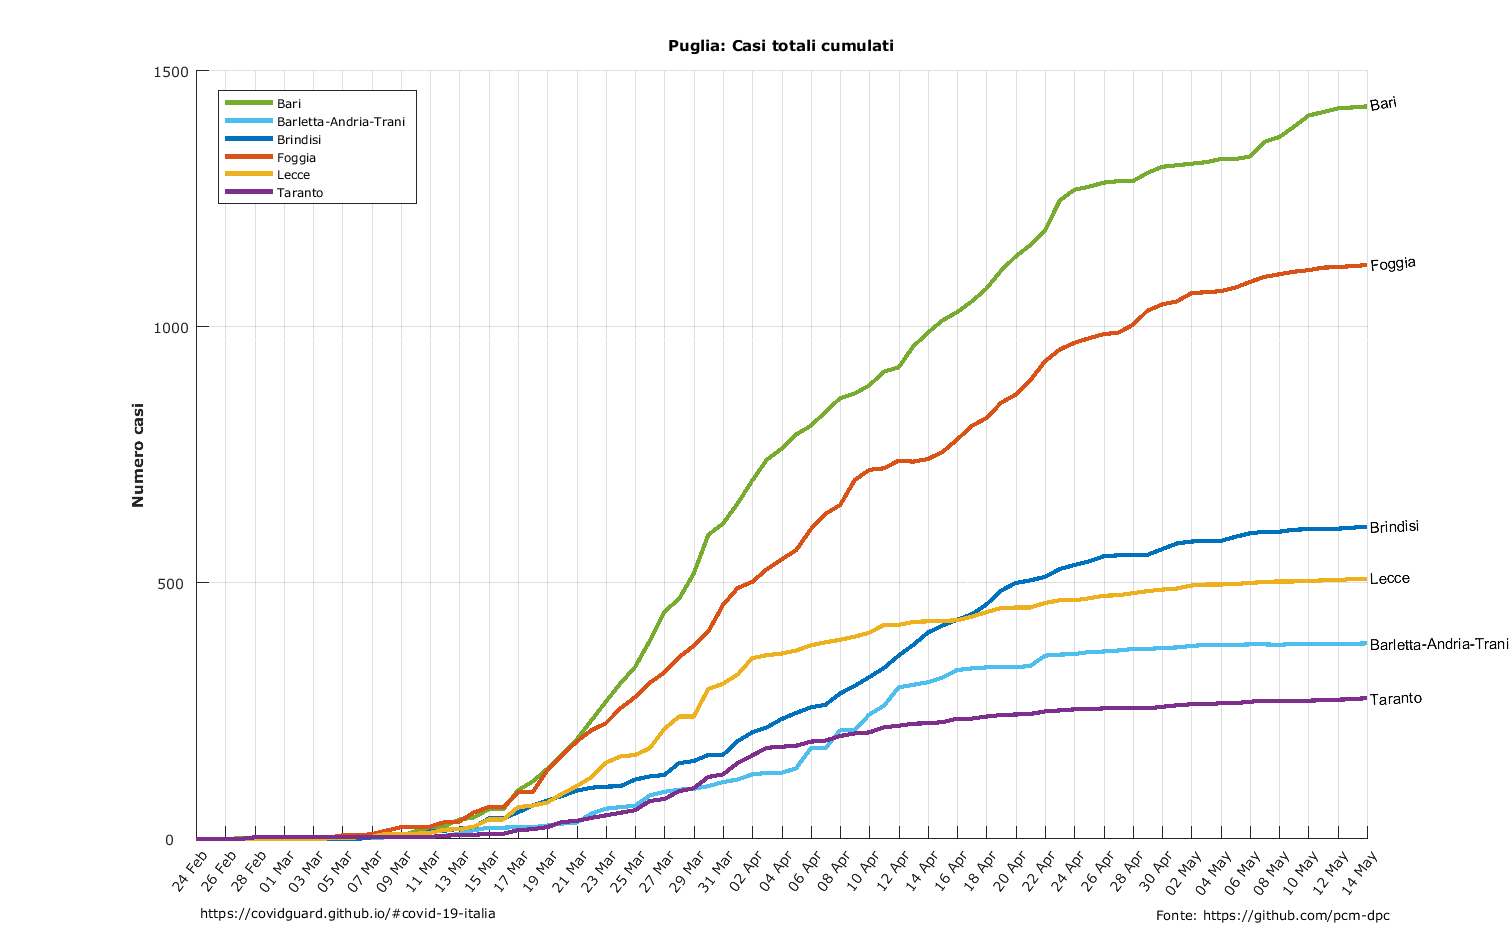 Puglia: Casi totali cumulati
1500
1000
500
0
Numero casi
Bari
Barletta-Andria-Trani
Brindisi
Foggia
Lecce
Taranto
Bari
Foggia
Brindisi
Lecce
Barletta-Andria-Trani
Taranto
24 Feb
26 Feb
28 Feb
01 Mar
03 Mar
05 Mar
07 Mar
09 Mar
11 Mar
13 Mar
15 Mar
17 Mar
19 Mar
21 Mar
23 Mar
25 Mar
27 Mar
29 Mar
31 Mar
02 Apr
04 Apr
06 Apr
08 Apr
10 Apr
12 Apr
14 Apr
16 Apr
18 Apr
20 Apr
22 Apr
24 Apr
26 Apr
28 Apr
30 Apr
02 May
04 May
06 May
08 May
10 May
12 May
14 May
https://covidguard.github.io/#covid-19-italia
Fonte: https://github.com/pcm-dpc